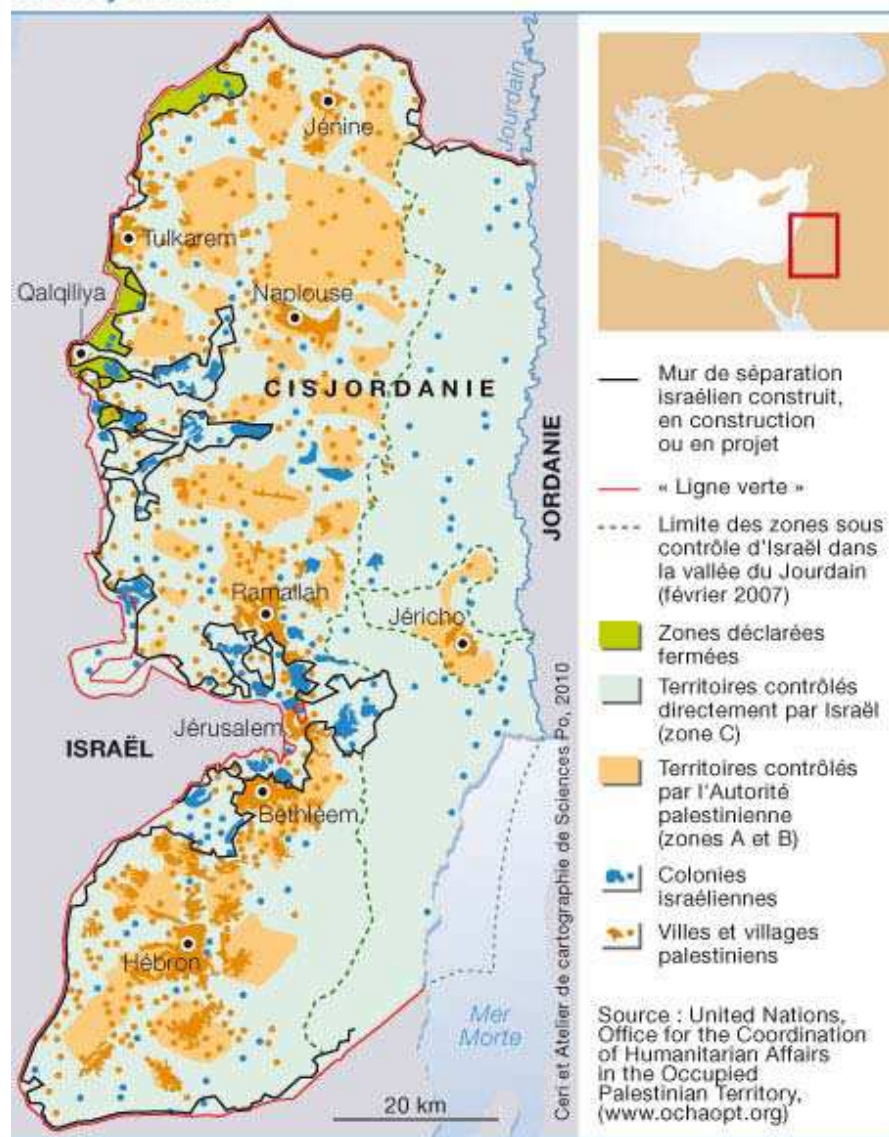 Jourdain
Jénine
Tulkarem
Qalqiliya
Naplouse
CISJORDANIE
JORDANIE
Ramallah
Jéricho
Jérusalem
ISRAËL
Bethléem
Hébron
Mer
Morte
20 km
Ceri et Atelier de cartographie de Sciences Po, 2010
Mur de séparation
israélien construit,
en construction
ou en projet
« Ligne verte »
Limite des zones sous
contrôle d'Israël dans
la vallée du Jourdain
(février 2007)
Zones déclarées
fermées
Territoires contrôlés
directement par Israël
(zone C)
Territoires contrôlés
par l'Autorité
palestinienne
(zones A et B)
Colonies
israéliennes
Villes et villages
palestiniens
Source : United Nations,
Office for the Coordination
of Humanitarian Affairs
in the Occupied
Palestinian Territory,
(www.ochaopt.org)